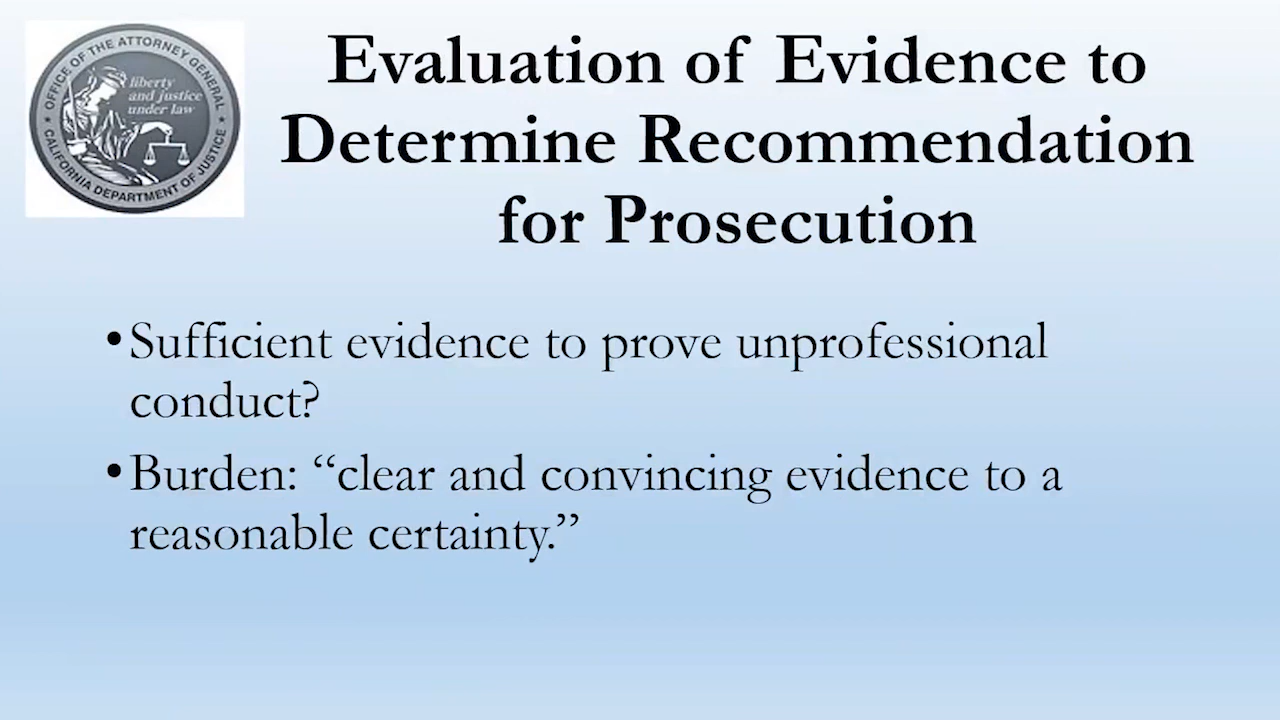 OFFICE OF THE ATTORNEY GENERAL
liberty
and justice
under law
CALIFORNIA DEPARTMENT OF JUSTICE
Evaluation of Evidence to
Determine Recommendation
for Prosecution
•Sufficient evidence to prove unprofessional
conduct?
•Burden: “clear and convincing evidence to a
reasonable certainty.”